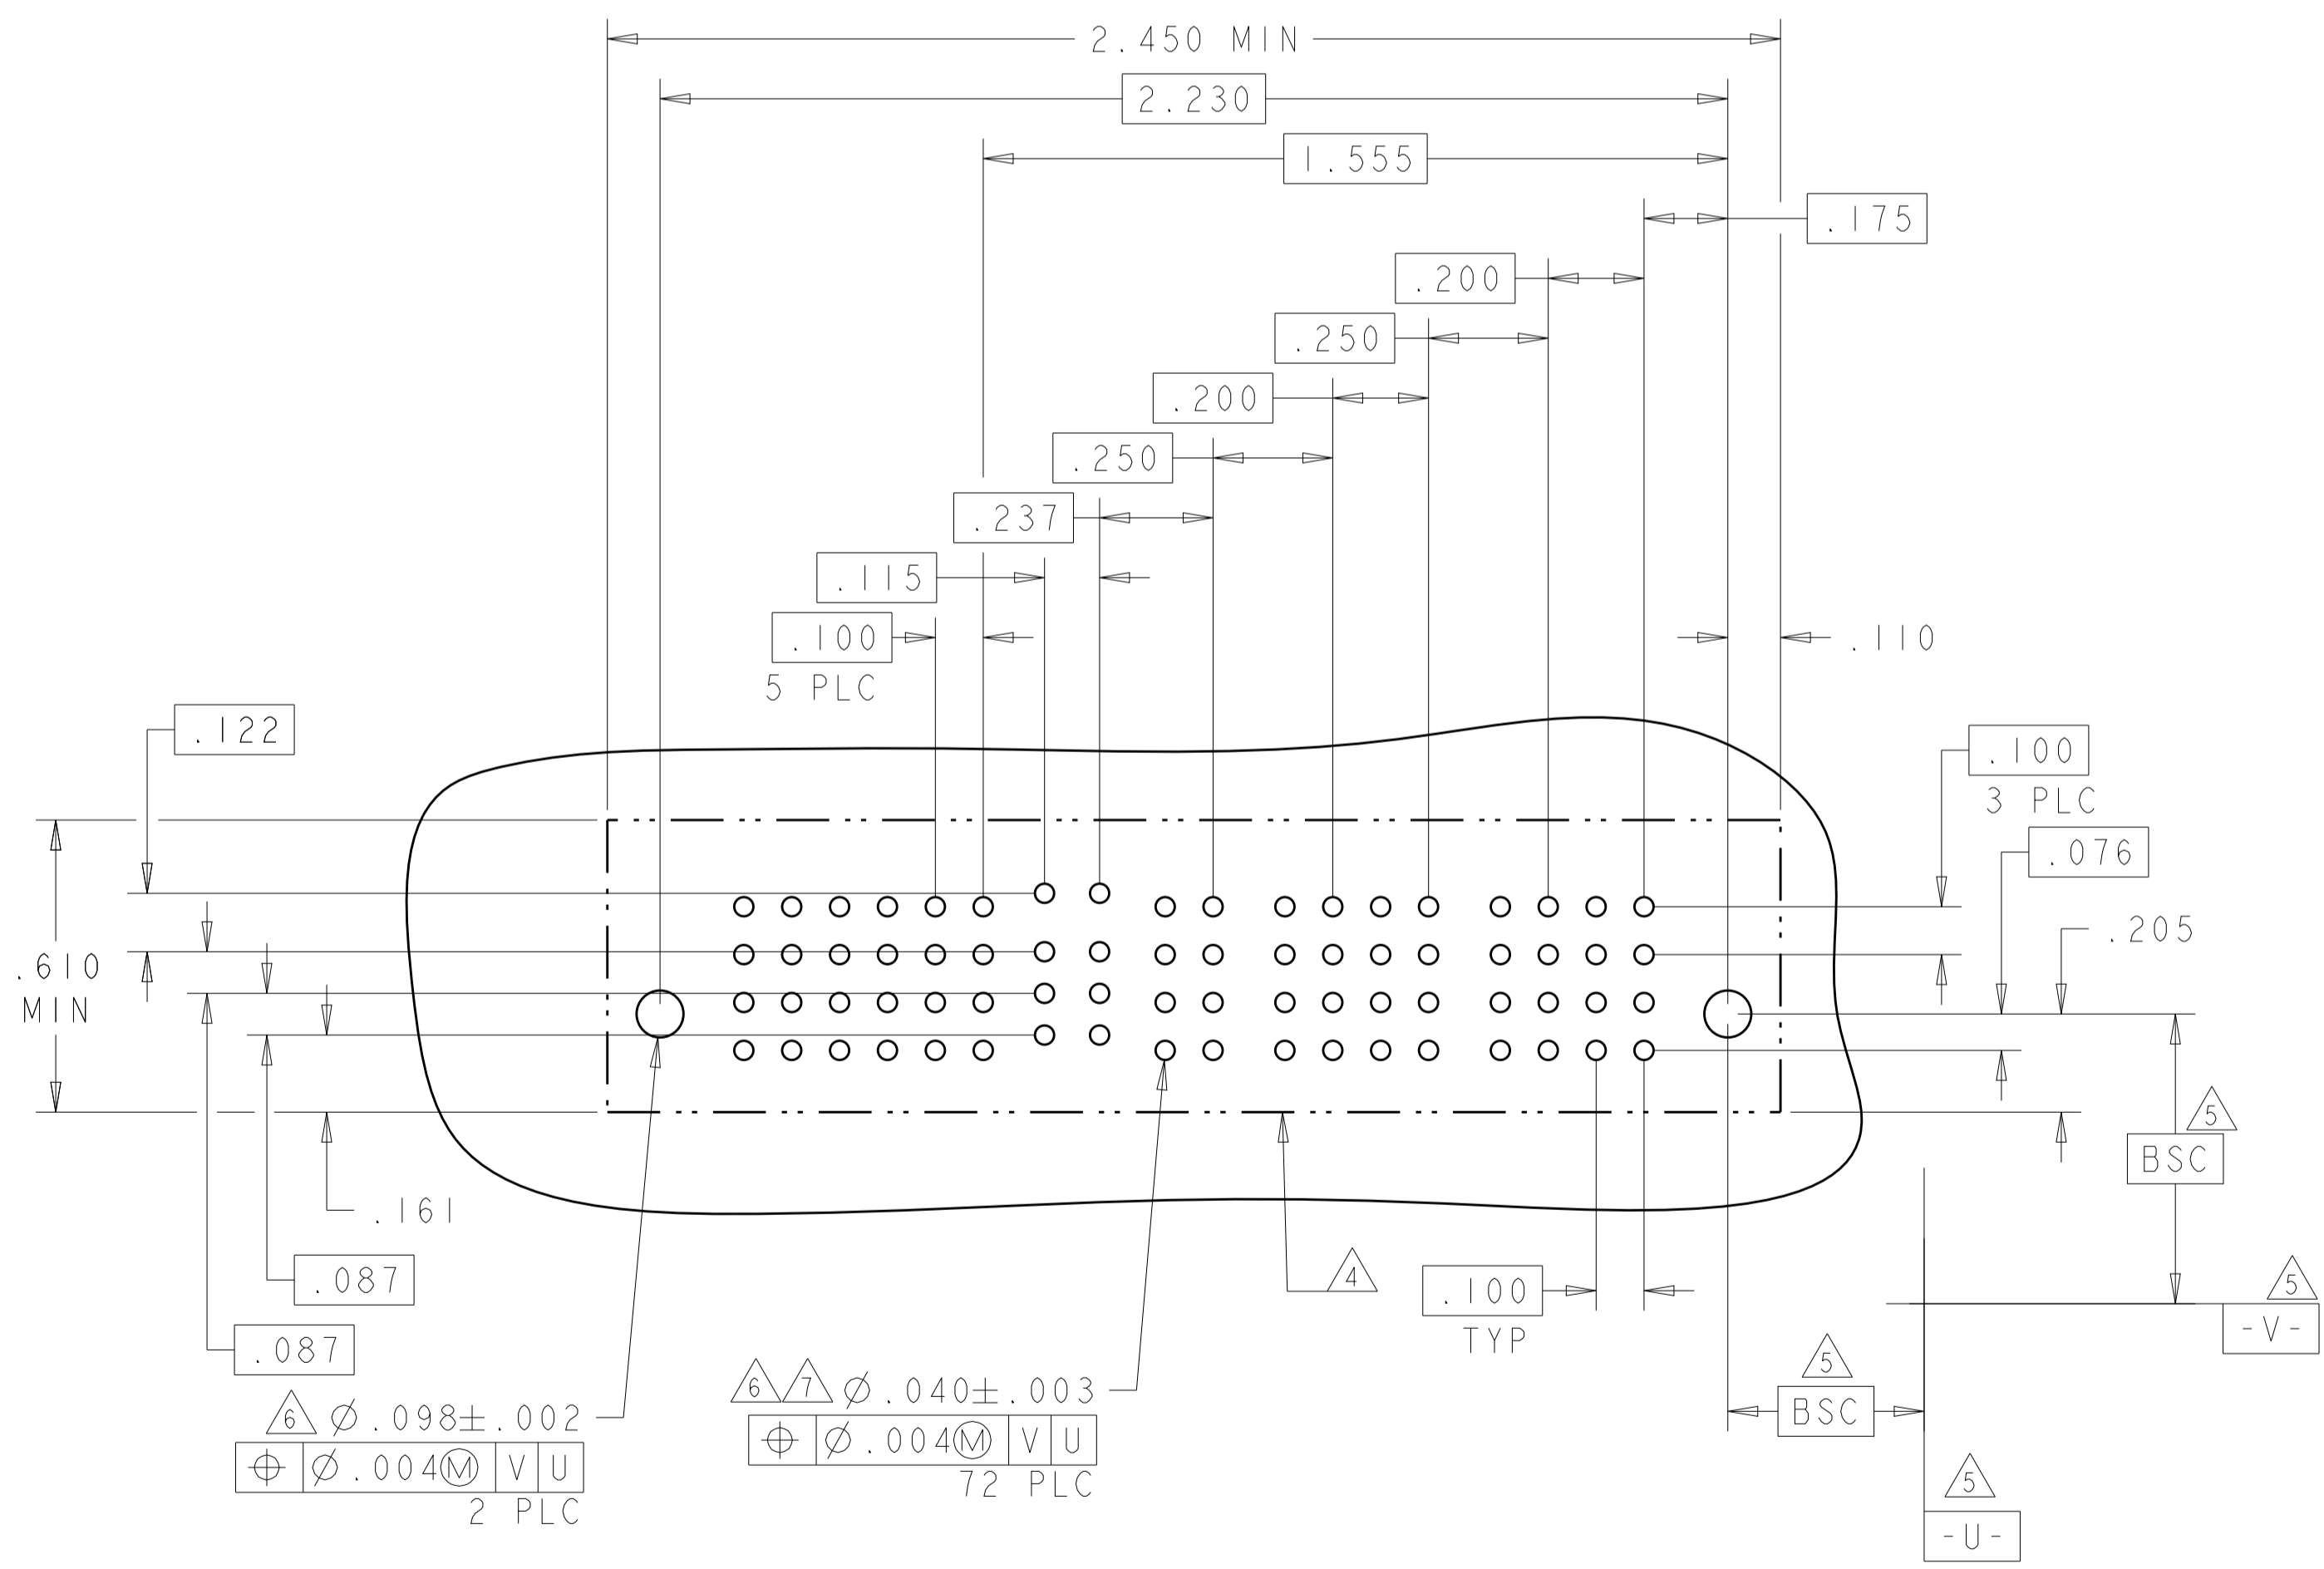 2.450 MIN
2.230
1.555
.175
.200
.250
.200
.250
.237
.115
.100
5 PLC
.110
.122
.100
3 PLC
.076
.205
.610
MIN
5
BSC
.161
.087
.087
4
.100
TYP
5
-V-
5
BSC
5
-U-
6 7 ⌀.040±.003
⌖ ⌀.004Ⓜ V U
72 PLC
6 ⌀.098±.002
⌖ ⌀.004Ⓜ V U
2 PLC